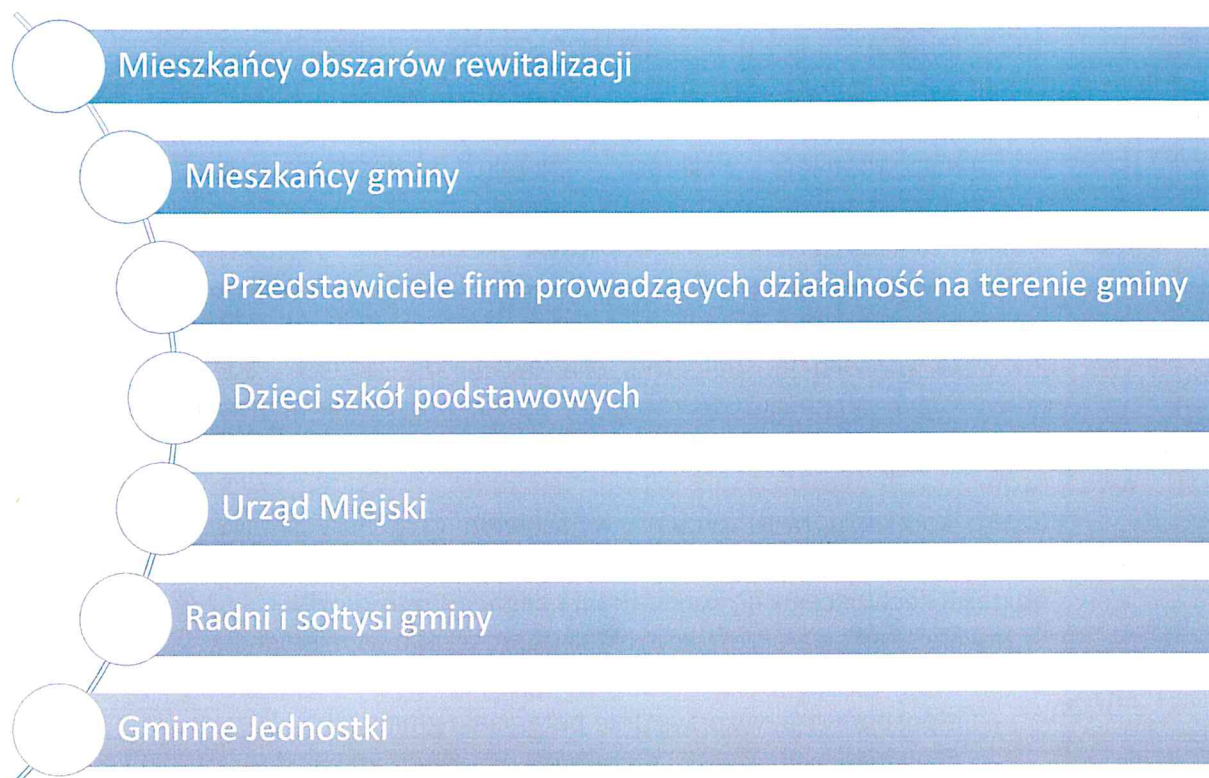 Mieszkańcy obszarów rewitalizacji
Mieszkańcy gminy
Przedstawiciele firm prowadzących działalność na terenie gminy
Dzieci szkół podstawowych
Urząd Miejski
Radni i sołtysi gminy
Gminne Jednostki